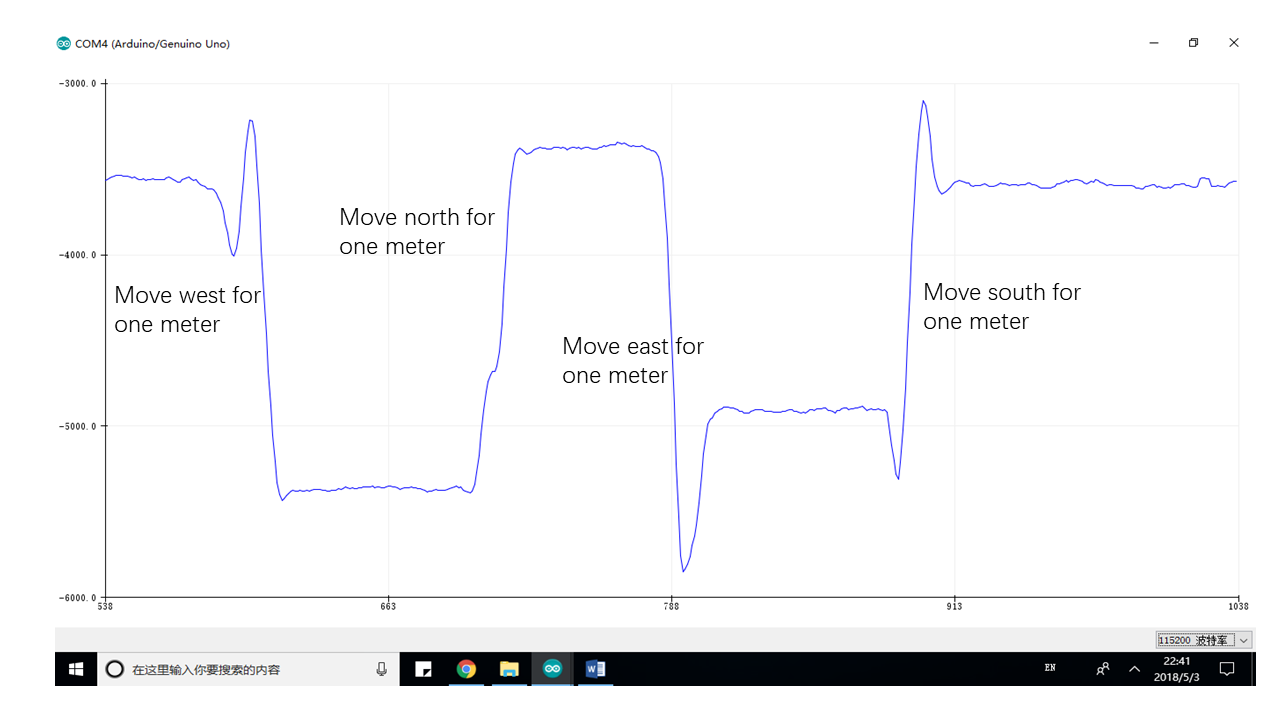 COM4 (Arduino/Genuino Uno)
-3000.0
Move north for
one meter
-4000.0
Move west for
one meter
Move south for
one meter
Move east for
one meter
-5000.0
-6000.0
538
663
788
913
1038
115200 波特率
在这里输入你要搜索的内容
EN
22:41
2018/5/3